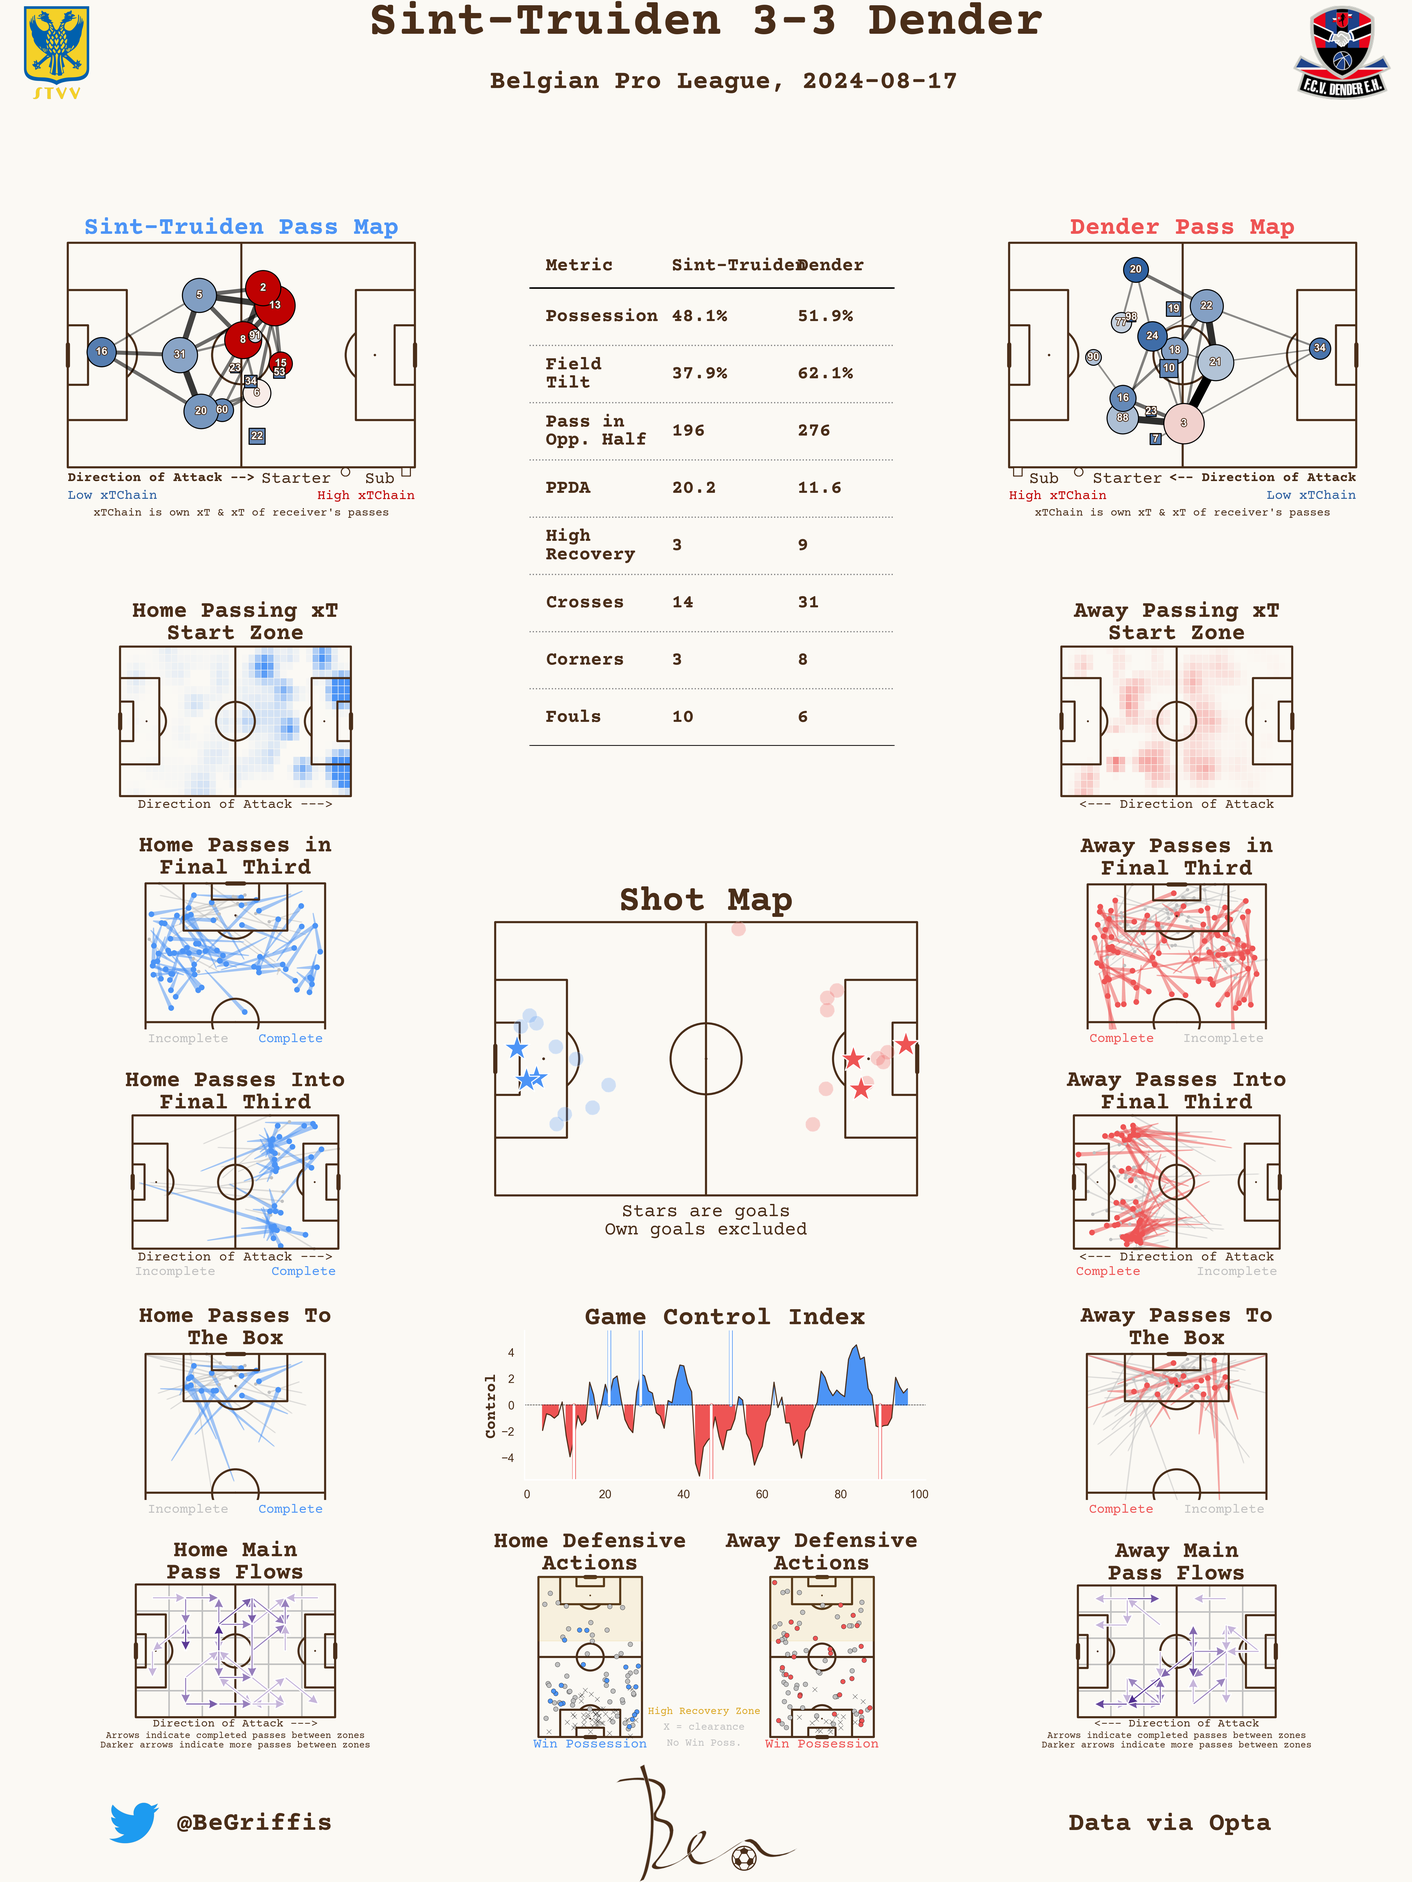 Sint-Truiden 3-3 Dender
Belgian Pro League, 2024-08-17
STVV
F.C.V. DENDER E.H.
Sint-Truiden Pass Map
5
2
13
8
91
16
31
15
53
23
34
6
20
60
22
Direction of Attack --> Starter Sub
Low xTChain High xTChain
xTChain is own xT & xT of receiver's passes
Metric Sint-Truiden Dender
Possession 48.1% 51.9%
Field
Tilt 37.9% 62.1%
Pass in
Opp. Half 196 276
PPDA 20.2 11.6
High
Recovery 3 9
Crosses 14 31
Corners 3 8
Fouls 10 6
Dender Pass Map
20
22
19
77
98
24
18
34
90
21
10
16
23
88
3
7
Sub Starter <-- Direction of Attack
High xTChain Low xTChain
xTChain is own xT & xT of receiver's passes
Home Passing xT
Start Zone
Direction of Attack --->
Away Passing xT
Start Zone
<--- Direction of Attack
Home Passes in
Final Third
Incomplete Complete
Away Passes in
Final Third
Complete Incomplete
Shot Map
Stars are goals
Own goals excluded
Home Passes Into
Final Third
Direction of Attack --->
Incomplete Complete
Away Passes Into
Final Third
<--- Direction of Attack
Complete Incomplete
Home Passes To
The Box
Incomplete Complete
Game Control Index
Control
4
2
0
−2
−4
0 20 40 60 80 100
Away Passes To
The Box
Complete Incomplete
Home Main
Pass Flows
Direction of Attack --->
Arrows indicate completed passes between zones
Darker arrows indicate more passes between zones
Home Defensive
Actions
Win Possession
High Recovery Zone
X = clearance
No Win Poss.
Away Defensive
Actions
Win Possession
Away Main
Pass Flows
<--- Direction of Attack
Arrows indicate completed passes between zones
Darker arrows indicate more passes between zones
@BeGriffis
Ben
Data via Opta